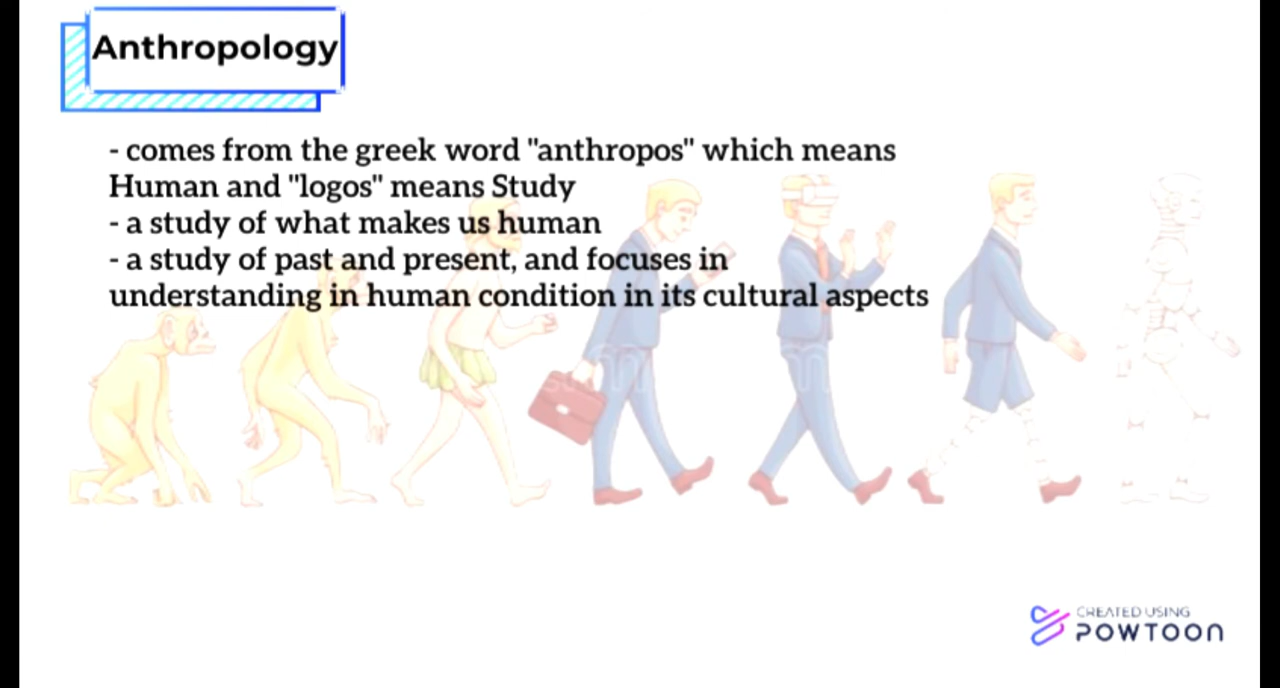 Anthropology
- comes from the greek word "anthropos" which means
Human and "logos" means Study
- a study of what makes us human
- a study of past and present, and focuses in
understanding in human condition in its cultural aspects
CREATED USING
POWTOON